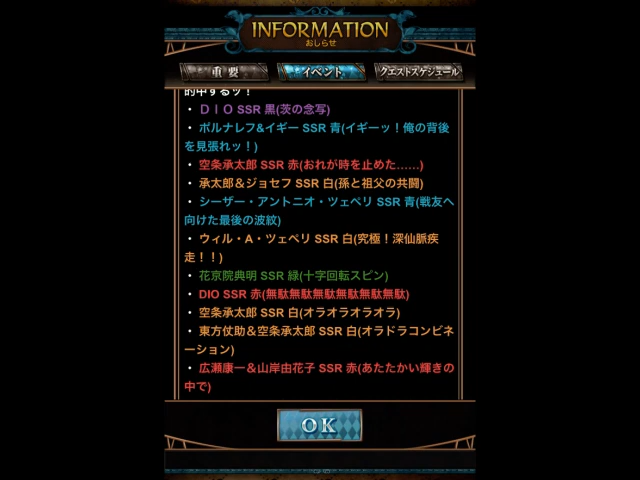 INFORMATION
おしらせ
重要 イベント クエストスケジュール
的中するッ！
・ＤＩＯ SSR 黒(茨の念写)
・ポルナレフ&イギー SSR 青(イギーッ！俺の背後
を見張れッ！)
・空条承太郎 SSR 赤(おれが時を止めた……)
・承太郎＆ジョセフ SSR 白(孫と祖父の共闘)
・シーザー・アントニオ・ツェペリ SSR 青(戦友へ
向けた最後の波紋)
・ウィル・A・ツェペリ SSR 白(究極！深仙脈疾
走！！)
・花京院典明 SSR 緑(十字回転スピン)
・DIO SSR 赤(無駄無駄無駄無駄無駄無駄)
・空条承太郎 SSR 白(オラオラオラオラ)
・東方仗助＆空条承太郎 SSR 白(オラドラコンビネ
ーション)
・広瀬康一＆山岸由花子 SSR 赤(あたたかい輝きの
中で)
OK